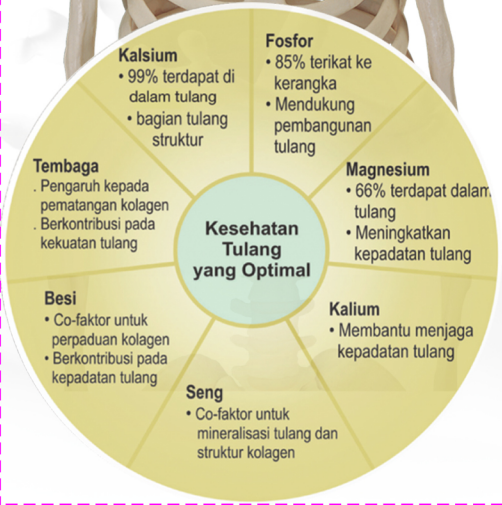 Kalsium
• 99% terdapat di
dalam tulang
• bagian tulang
struktur
Fosfor
• 85% terikat ke
kerangka
• Mendukung
pembangunan
tulang
Magnesium
• 66% terdapat dalam
tulang
• Meningkatkan
kepadatan tulang
Kalium
• Membantu menjaga
kepadatan tulang
Seng
• Co-faktor untuk
mineralisasi tulang dan
struktur kolagen
Besi
• Co-faktor untuk
perpaduan kolagen
• Berkontribusi pada
kepadatan tulang
Tembaga
. Pengaruh kepada
pematangan kolagen
. Berkontribusi pada
kekuatan tulang
Kesehatan
Tulang
yang Optimal